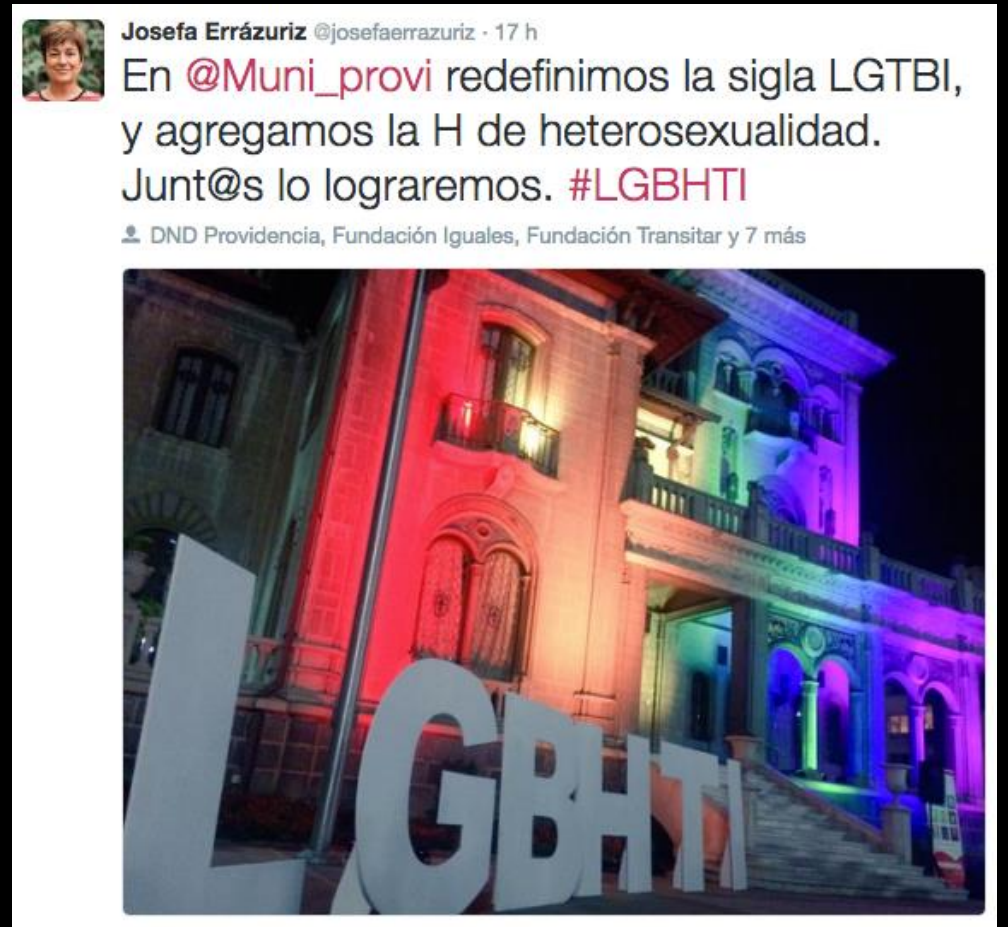 Josefa Errázuriz @josefaerrazuriz · 17 h
En @Muni_provi redefinimos la sigla LGTBI,
y agregamos la H de heterosexualidad.
Junt@s lo lograremos. #LGBHTI
DND Providencia, Fundación Iguales, Fundación Transitar y 7 más
LGBHTI